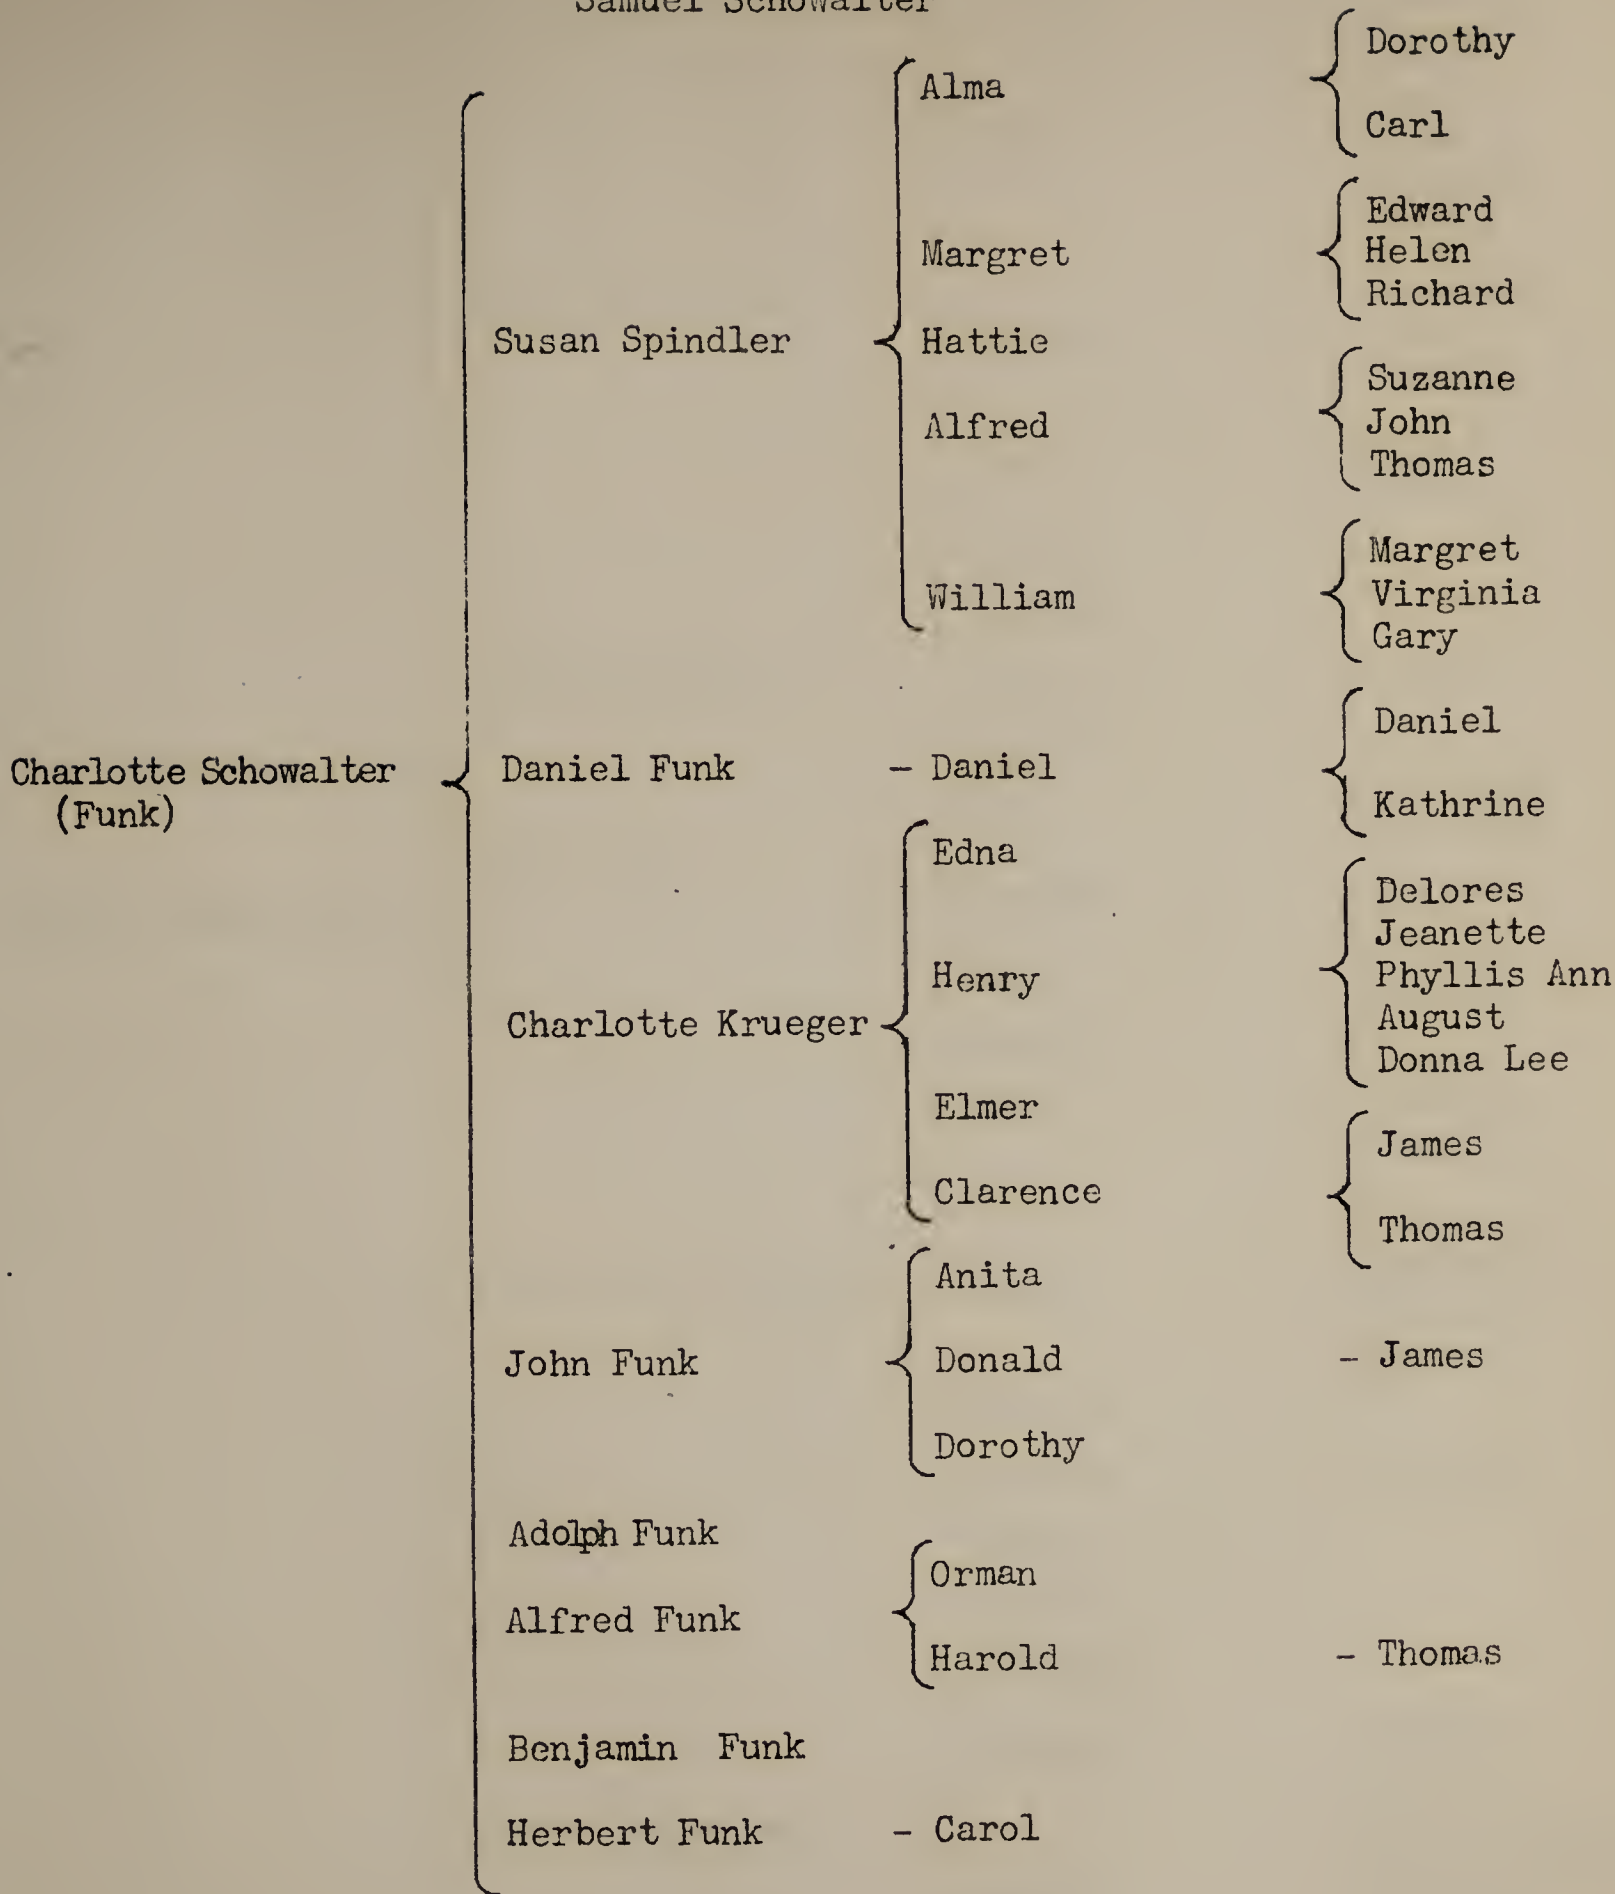 Samuel Schowalter
Dorothy
Alma
Carl
Edward
Margret
Helen
Richard
Susan Spindler
Hattie
Suzanne
Alfred
John
Thomas
Margret
William
Virginia
Gary
Daniel
Charlotte Schowalter
(Funk)
Daniel Funk
- Daniel
Kathrine
Edna
Delores
Jeanette
Henry
Phyllis Ann
Charlotte Krueger
August
Donna Lee
Elmer
James
Clarence
Thomas
Anita
John Funk
Donald
- James
Dorothy
Adolph Funk
Orman
Alfred Funk
Harold
- Thomas
Benjamin Funk
Herbert Funk
- Carol